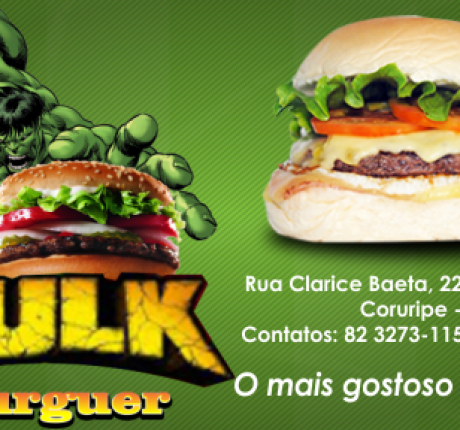 Rua Clarice Baeta, 22
Coruripe -
Contatos: 82 3273-115
ULK
urguer
O mais gostoso